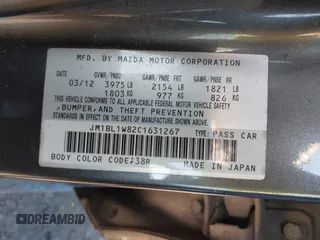 MFD. BY MAZDA MOTOR CORPORATION
GVWR/PNBV GVWR/PNBE FRT GAWR/PNBE RR
03/12 3975 LB 2154 LB 1821 LB
1803 KG 977 KG 826 KG
THIS VEHICLE CONFORMS TO ALL APPLICABLE FEDERAL MOTOR VEHICLE SAFETY,
BUMPER, AND THEFT PREVENTION STANDARDS IN EFFECT ON THE DATE OF MANUFACTURE SHOWN ABOVE.
JM1BL1W82C1631267 TYPE:PASS CAR
BODY COLOR CODE:38R MADE IN JAPAN
DREAMBID